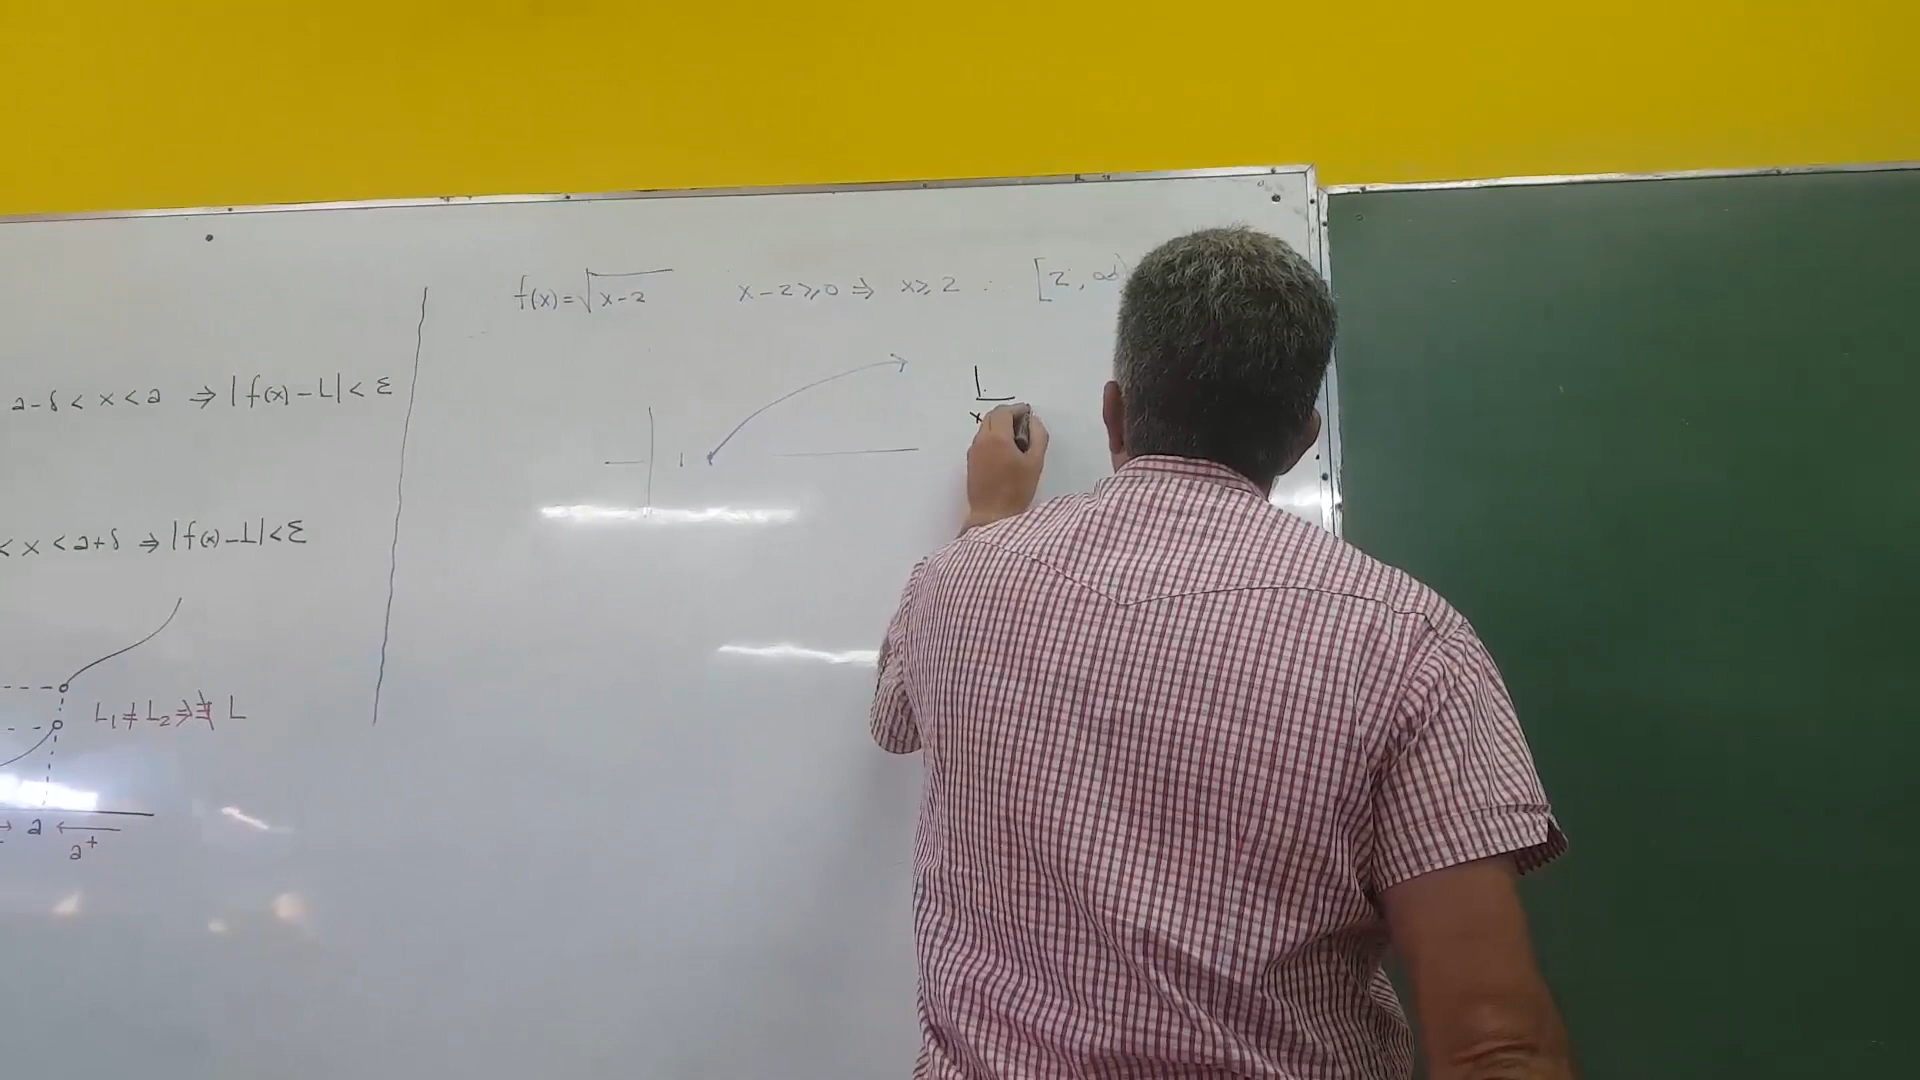 a-δ < x < a ⇒ |f(x) - L| < ε
< x < a+δ ⇒ |f(x) - L| < ε
L₁ ≠ L₂ ⇒ ∄ L
a
a⁺
f(x) = √x-2 x-2 ⩾ 0 ⇒ x ⩾ 2 ∴ [2, ∞)
x